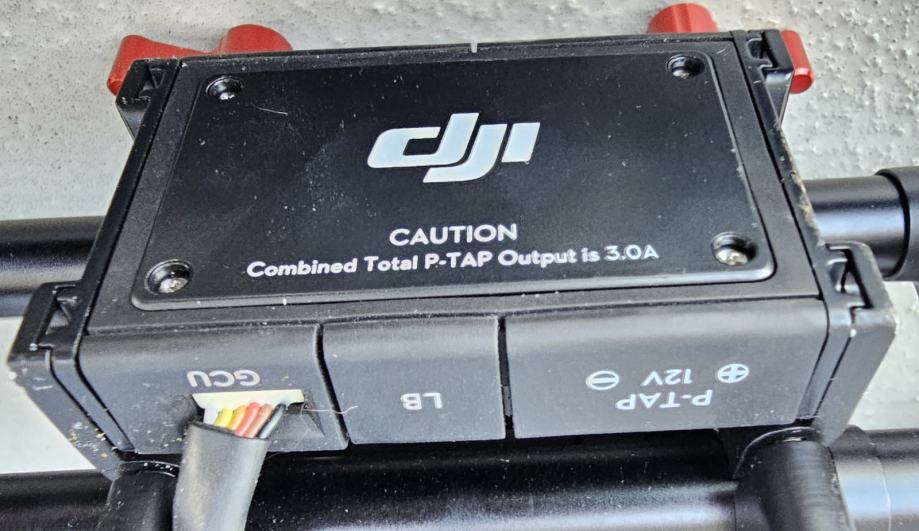 dji
CAUTION
Combined Total P-TAP Output is 3.0A
GCU
LB
P-TAP
⊕ 12V ⊖